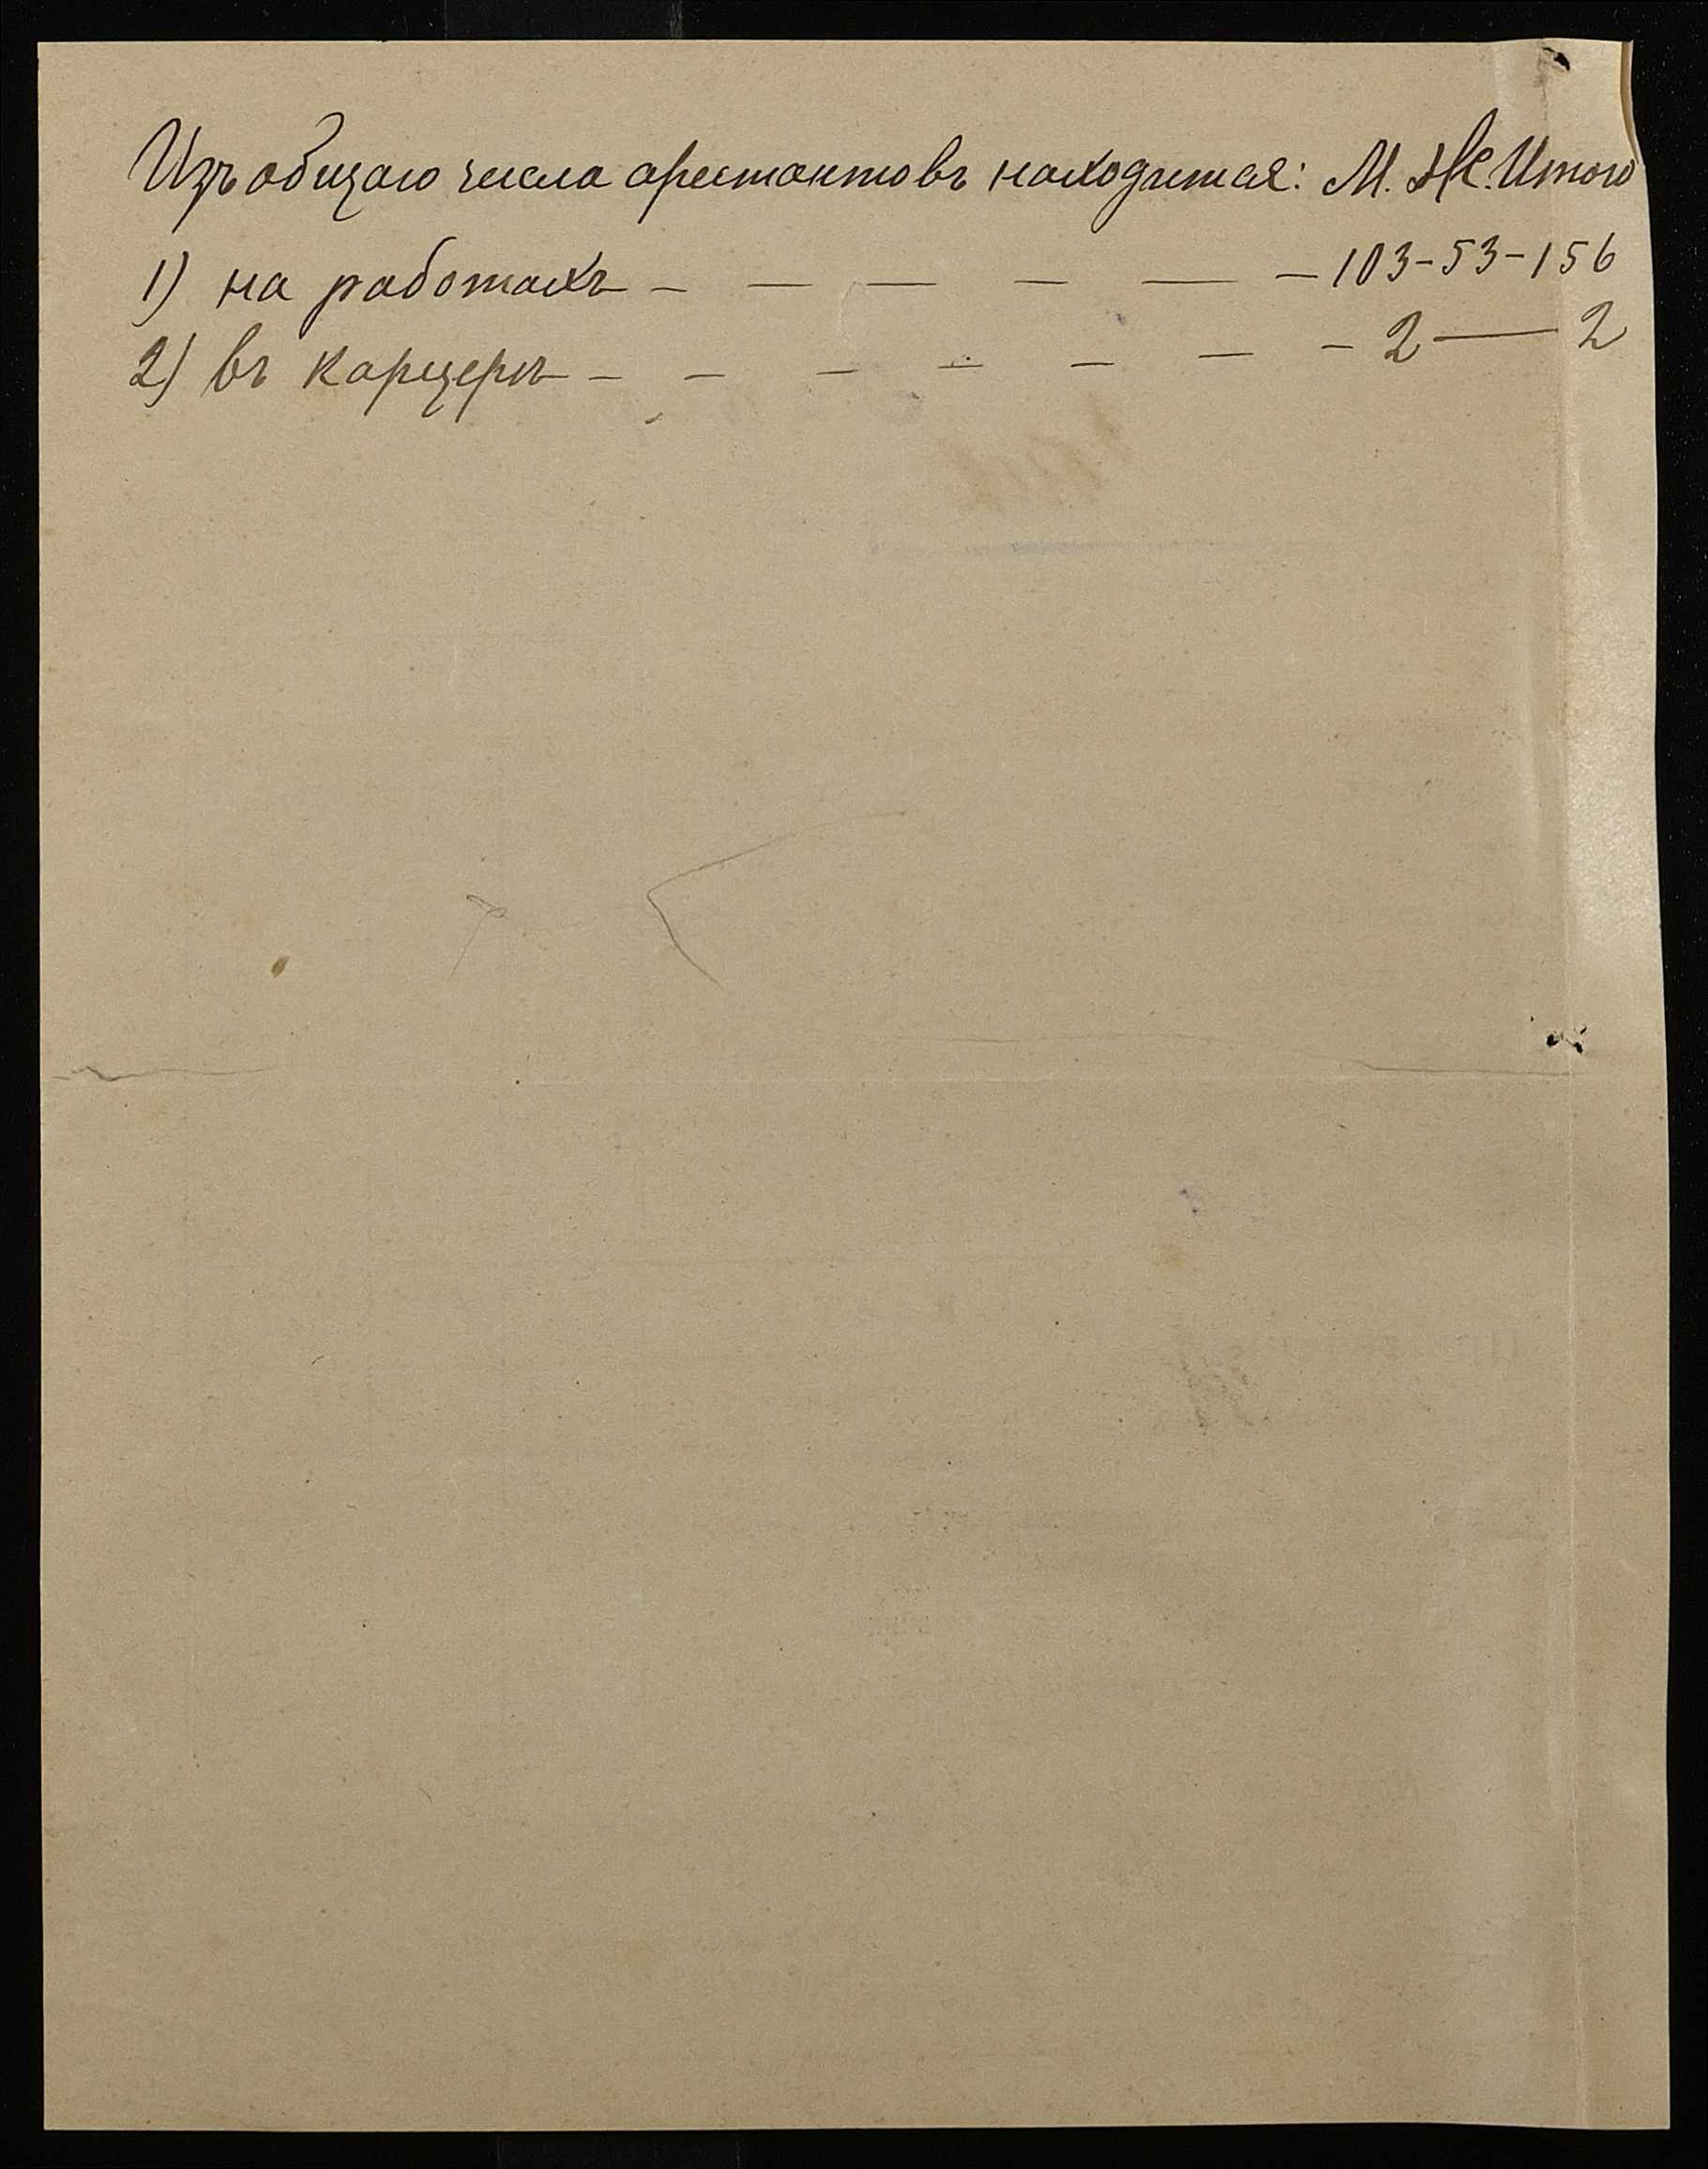 Изъ общаго числа арестантовъ находится: М. Ж. Итого
1) на работахъ - — — — — — 103-53-156
2) въ карцерѣ - - - - - - - 2 — 2